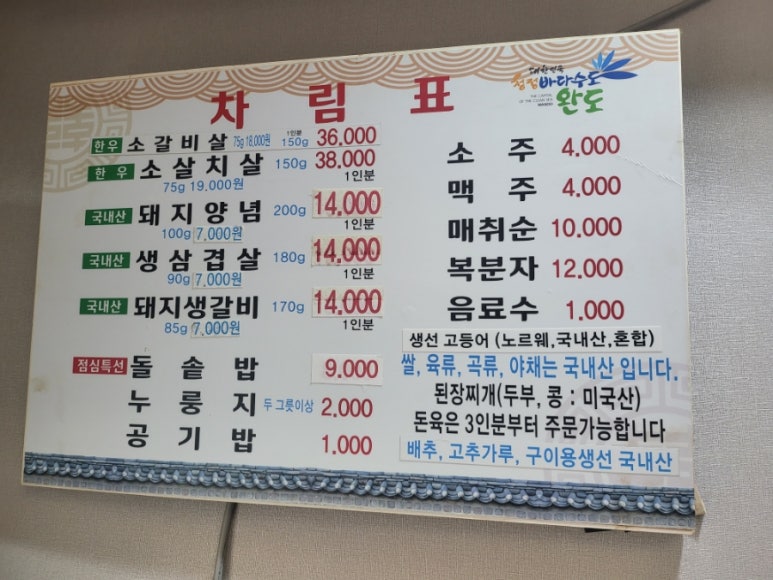 대한민국
청정바다수도
완도
차림표
한우 소갈비살 75g 18,000원 1인분 150g 36.000
한우 소살치살 150g 38.000
75g 19.000원 1인분
국내산 돼지양념 200g 14,000
100g 7,000원 1인분
국내산 생삼겹살 180g 14,000
90g 7,000원 1인분
국내산 돼지생갈비 170g 14,000
85g 7,000원 1인분
점심특선 돌솥밥 9.000
누룽지 두 그릇이상 2,000
공기밥 1.000
소주 4.000
맥주 4.000
매취순 10.000
복분자 12.000
음료수 1.000
생선 고등어 (노르웨,국내산,혼합)
쌀, 육류, 곡류, 야채는 국내산 입니다.
된장찌개(두부, 콩 : 미국산)
돈육은 3인분부터 주문가능합니다
배추, 고추가루, 구이용생선 국내산